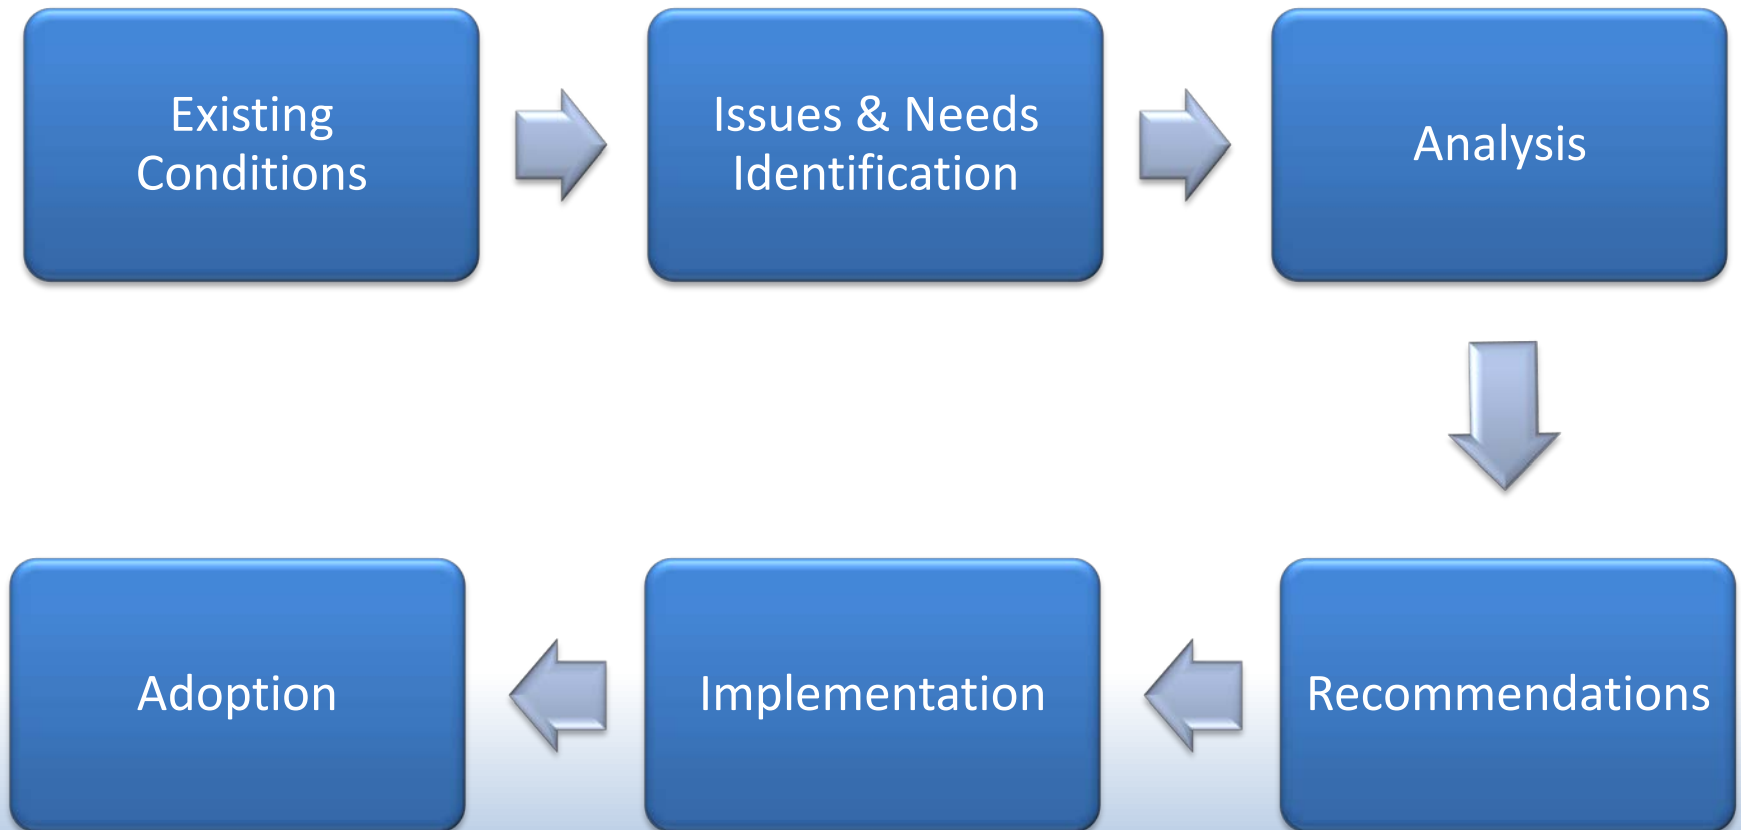 Existing
Conditions
Issues & Needs
Identification
Analysis
Recommendations
Implementation
Adoption